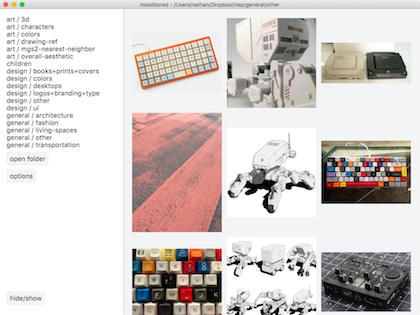 moodbored - /Users/nathan/Dropbox/insp/general/other
art / 3d
art / characters
art / colors
art / drawing-ref
art / mgs2-nearest-neighbor
art / overall-aesthetic
children
design / books+prints+covers
design / colors
design / desktops
design / logos+branding+type
design / other
design / ui
general / architecture
general / fashion
general / living-spaces
general / other
general / transportation
open folder
options
hide/show